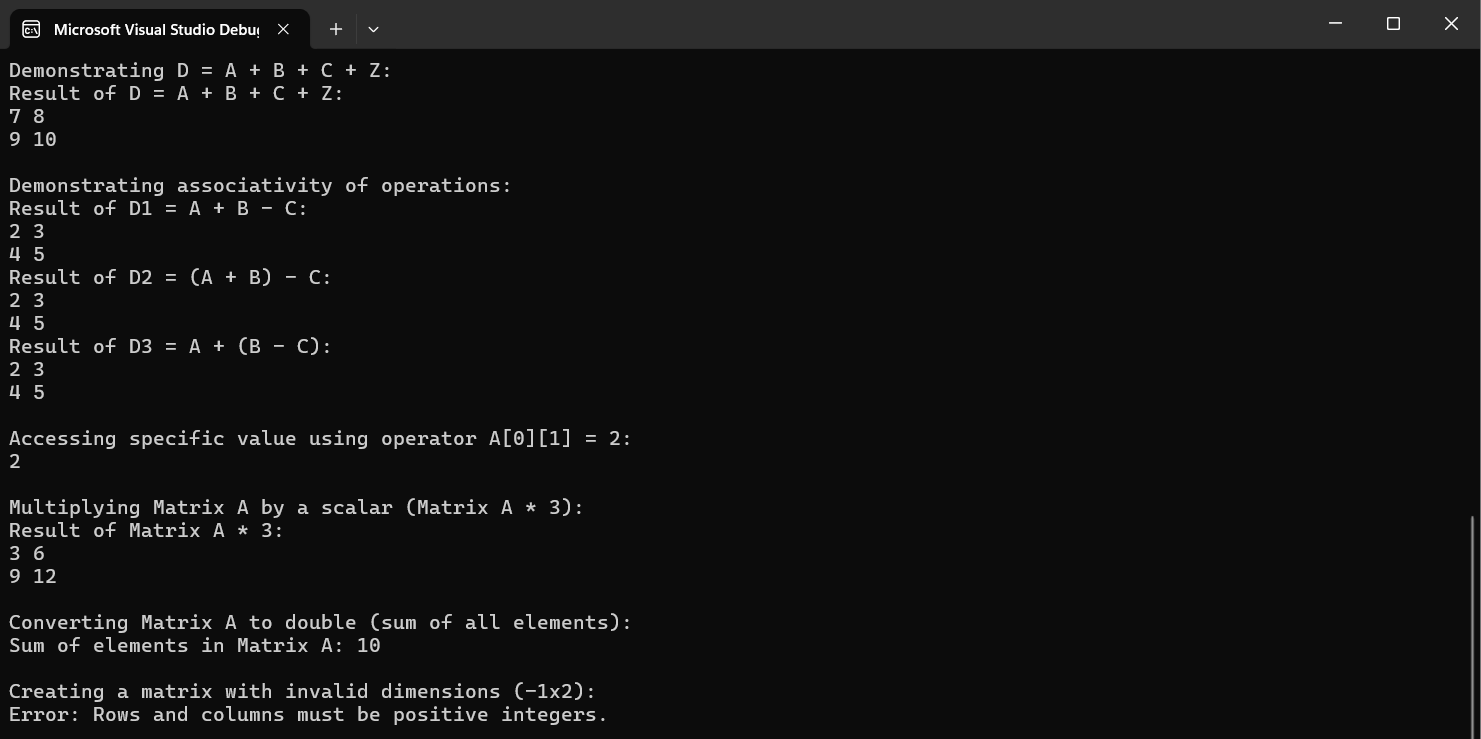 Microsoft Visual Studio Debug
Demonstrating D = A + B + C + Z:
Result of D = A + B + C + Z:
7 8
9 10
Demonstrating associativity of operations:
Result of D1 = A + B - C:
2 3
4 5
Result of D2 = (A + B) - C:
2 3
4 5
Result of D3 = A + (B - C):
2 3
4 5
Accessing specific value using operator A[0][1] = 2:
2
Multiplying Matrix A by a scalar (Matrix A * 3):
Result of Matrix A * 3:
3 6
9 12
Converting Matrix A to double (sum of all elements):
Sum of elements in Matrix A: 10
Creating a matrix with invalid dimensions (-1x2):
Error: Rows and columns must be positive integers.